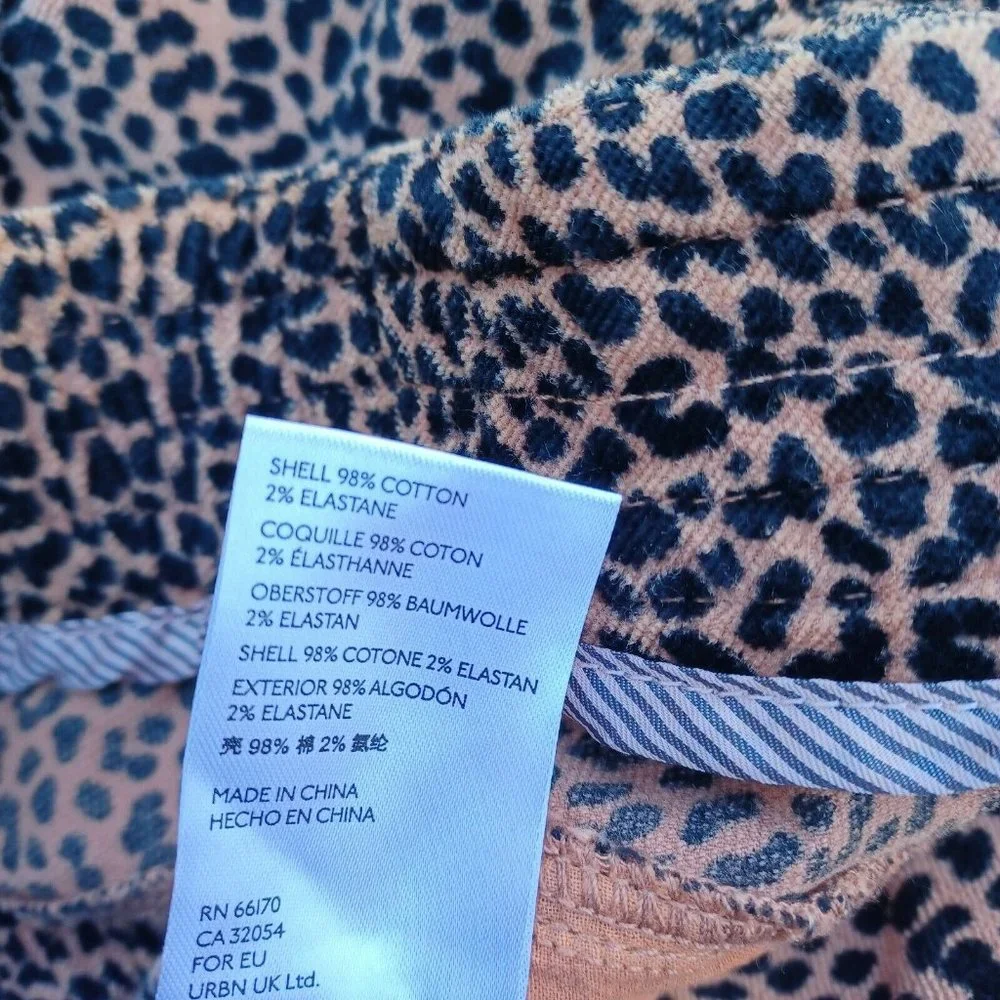 SHELL 98% COTTON
2% ELASTANE
COQUILLE 98% COTON
2% ÉLASTHANNE
OBERSTOFF 98% BAUMWOLLE
2% ELASTAN
SHELL 98% COTONE 2% ELASTAN
EXTERIOR 98% ALGODÓN
2% ELASTANE
亮 98% 棉 2% 氨纶
MADE IN CHINA
HECHO EN CHINA
RN 66170
CA 32054
FOR EU
URBN UK Ltd.